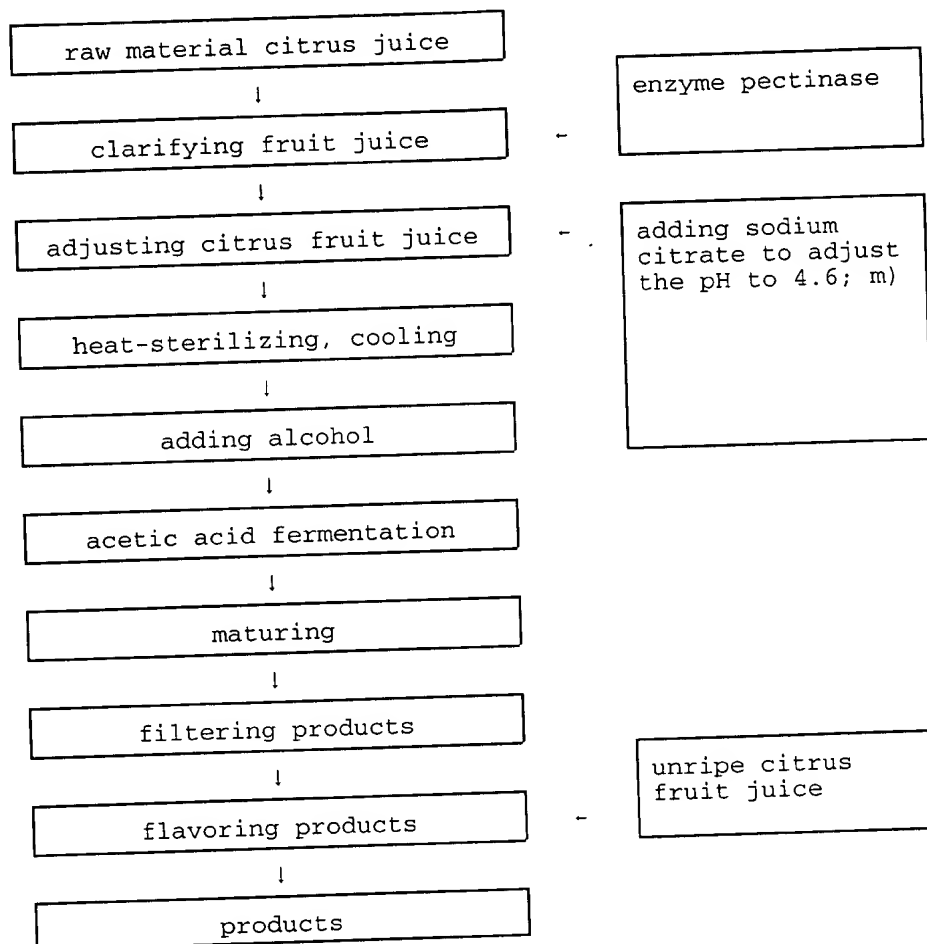 raw material citrus juice
↓
enzyme pectinase
clarifying fruit juice
←
↓
adjusting citrus fruit juice
←
adding sodium
citrate to adjust
the pH to 4.6; m)
↓
heat-sterilizing, cooling
↓
adding alcohol
↓
acetic acid fermentation
↓
maturing
↓
filtering products
↓
unripe citrus
fruit juice
flavoring products
←
↓
products